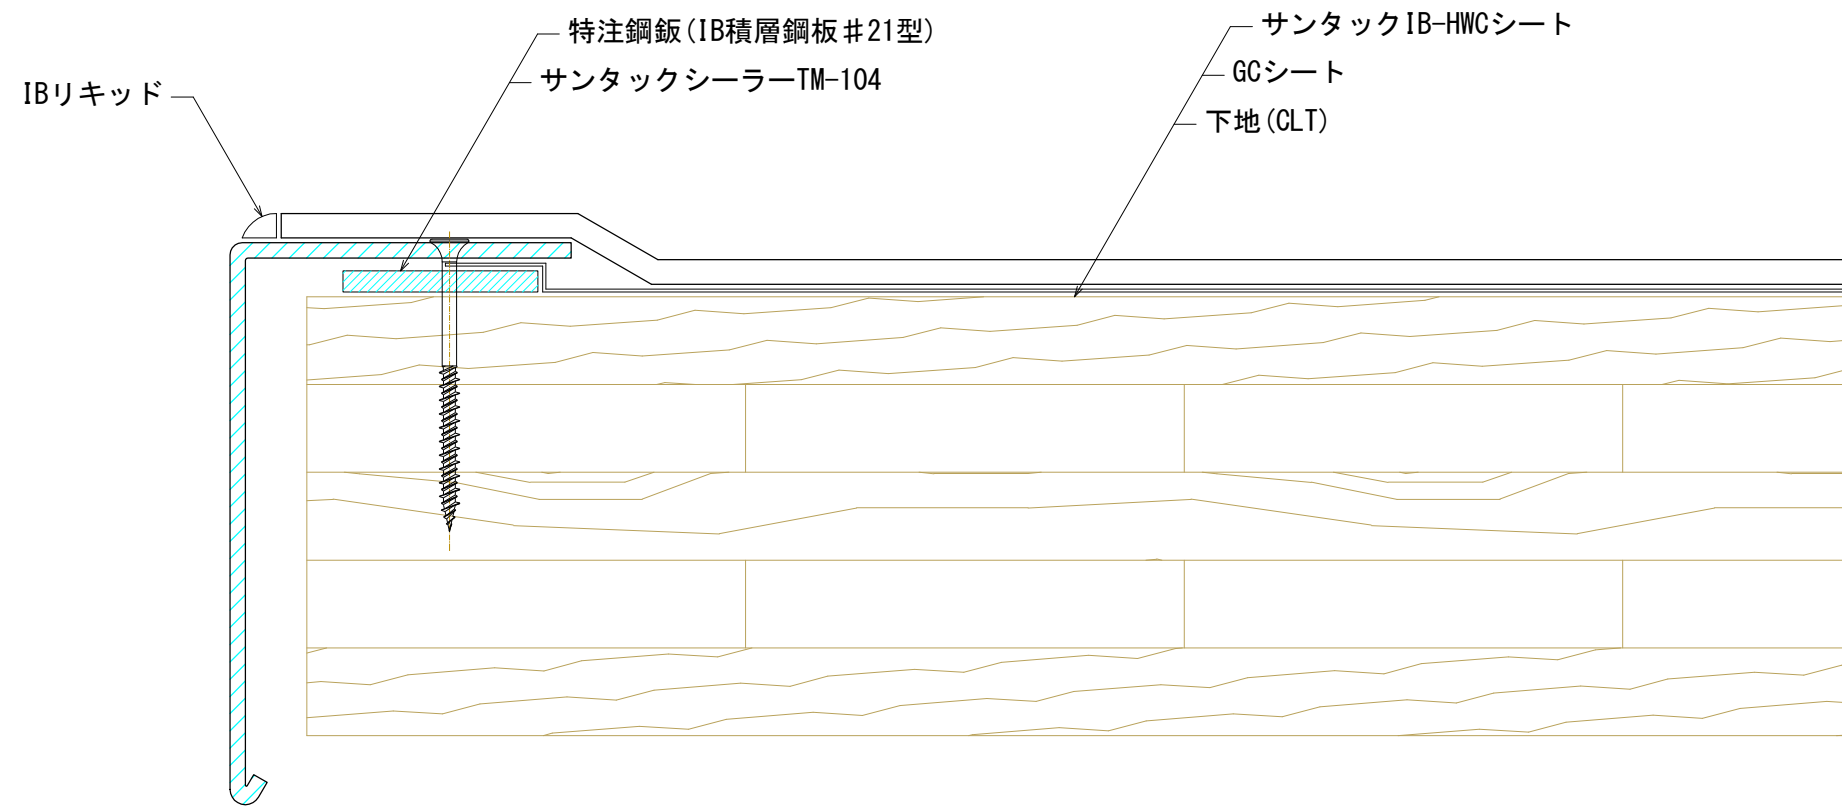 特注鋼鈑(IB積層鋼板＃21型)
サンタックシーラーTM-104
IBリキッド
サンタックIB-HWCシート
GCシート
下地(CLT)